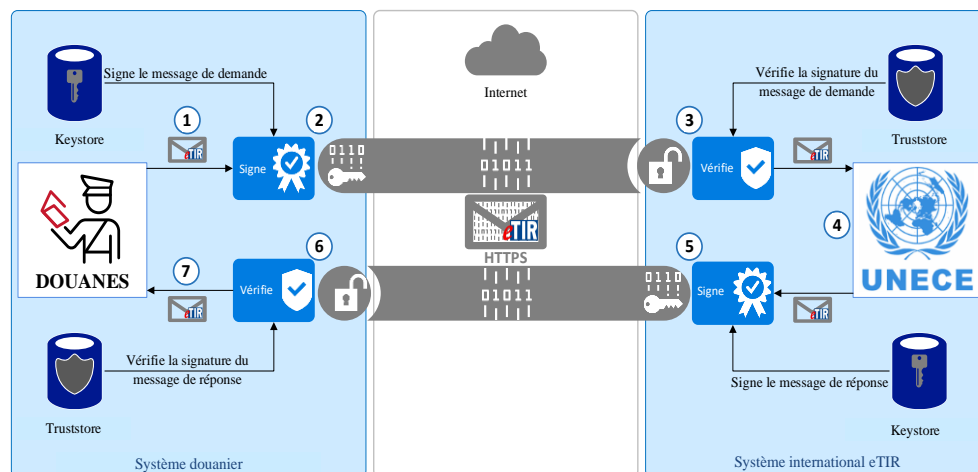 Signe le message de demande
Keystore
1
eTIR
2
Signe
0110
DOUANES
Internet
01011
eTIR
HTTPS
01011
Vérifie la signature du
message de demande
Truststore
3
Vérifie
eTIR
4
UNECE
5
0110
Signe
eTIR
6
Vérifie
7
eTIR
Vérifie la signature du
message de réponse
Truststore
Signe le message de réponse
Keystore
Système douanier
Système international eTIR